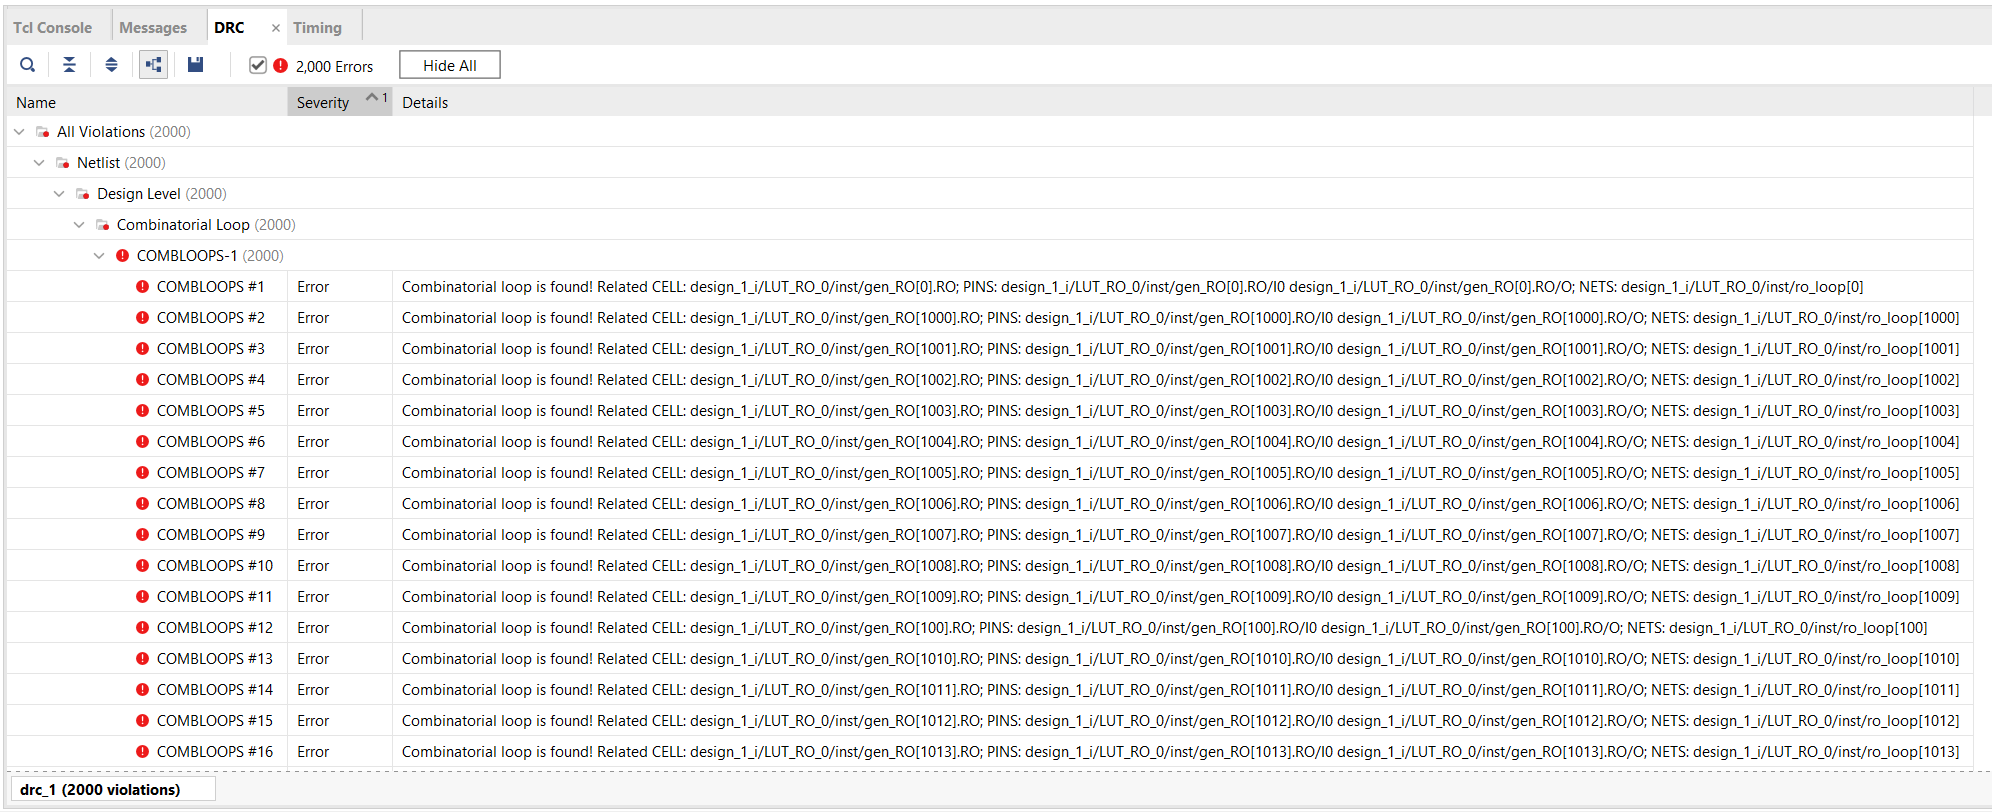 Tcl Console Messages DRC × Timing
2,000 Errors Hide All
Name Severity 1 Details
All Violations (2000)
Netlist (2000)
Design Level (2000)
Combinatorial Loop (2000)
COMBLOOPS-1 (2000)
COMBLOOPS #1 Error Combinatorial loop is found! Related CELL: design_1_i/LUT_RO_0/inst/gen_RO[0].RO; PINS: design_1_i/LUT_RO_0/inst/gen_RO[0].RO/I0 design_1_i/LUT_RO_0/inst/gen_RO[0].RO/O; NETS: design_1_i/LUT_RO_0/inst/ro_loop[0]
COMBLOOPS #2 Error Combinatorial loop is found! Related CELL: design_1_i/LUT_RO_0/inst/gen_RO[1000].RO; PINS: design_1_i/LUT_RO_0/inst/gen_RO[1000].RO/I0 design_1_i/LUT_RO_0/inst/gen_RO[1000].RO/O; NETS: design_1_i/LUT_RO_0/inst/ro_loop[1000]
COMBLOOPS #3 Error Combinatorial loop is found! Related CELL: design_1_i/LUT_RO_0/inst/gen_RO[1001].RO; PINS: design_1_i/LUT_RO_0/inst/gen_RO[1001].RO/I0 design_1_i/LUT_RO_0/inst/gen_RO[1001].RO/O; NETS: design_1_i/LUT_RO_0/inst/ro_loop[1001]
COMBLOOPS #4 Error Combinatorial loop is found! Related CELL: design_1_i/LUT_RO_0/inst/gen_RO[1002].RO; PINS: design_1_i/LUT_RO_0/inst/gen_RO[1002].RO/I0 design_1_i/LUT_RO_0/inst/gen_RO[1002].RO/O; NETS: design_1_i/LUT_RO_0/inst/ro_loop[1002]
COMBLOOPS #5 Error Combinatorial loop is found! Related CELL: design_1_i/LUT_RO_0/inst/gen_RO[1003].RO; PINS: design_1_i/LUT_RO_0/inst/gen_RO[1003].RO/I0 design_1_i/LUT_RO_0/inst/gen_RO[1003].RO/O; NETS: design_1_i/LUT_RO_0/inst/ro_loop[1003]
COMBLOOPS #6 Error Combinatorial loop is found! Related CELL: design_1_i/LUT_RO_0/inst/gen_RO[1004].RO; PINS: design_1_i/LUT_RO_0/inst/gen_RO[1004].RO/I0 design_1_i/LUT_RO_0/inst/gen_RO[1004].RO/O; NETS: design_1_i/LUT_RO_0/inst/ro_loop[1004]
COMBLOOPS #7 Error Combinatorial loop is found! Related CELL: design_1_i/LUT_RO_0/inst/gen_RO[1005].RO; PINS: design_1_i/LUT_RO_0/inst/gen_RO[1005].RO/I0 design_1_i/LUT_RO_0/inst/gen_RO[1005].RO/O; NETS: design_1_i/LUT_RO_0/inst/ro_loop[1005]
COMBLOOPS #8 Error Combinatorial loop is found! Related CELL: design_1_i/LUT_RO_0/inst/gen_RO[1006].RO; PINS: design_1_i/LUT_RO_0/inst/gen_RO[1006].RO/I0 design_1_i/LUT_RO_0/inst/gen_RO[1006].RO/O; NETS: design_1_i/LUT_RO_0/inst/ro_loop[1006]
COMBLOOPS #9 Error Combinatorial loop is found! Related CELL: design_1_i/LUT_RO_0/inst/gen_RO[1007].RO; PINS: design_1_i/LUT_RO_0/inst/gen_RO[1007].RO/I0 design_1_i/LUT_RO_0/inst/gen_RO[1007].RO/O; NETS: design_1_i/LUT_RO_0/inst/ro_loop[1007]
COMBLOOPS #10 Error Combinatorial loop is found! Related CELL: design_1_i/LUT_RO_0/inst/gen_RO[1008].RO; PINS: design_1_i/LUT_RO_0/inst/gen_RO[1008].RO/I0 design_1_i/LUT_RO_0/inst/gen_RO[1008].RO/O; NETS: design_1_i/LUT_RO_0/inst/ro_loop[1008]
COMBLOOPS #11 Error Combinatorial loop is found! Related CELL: design_1_i/LUT_RO_0/inst/gen_RO[1009].RO; PINS: design_1_i/LUT_RO_0/inst/gen_RO[1009].RO/I0 design_1_i/LUT_RO_0/inst/gen_RO[1009].RO/O; NETS: design_1_i/LUT_RO_0/inst/ro_loop[1009]
COMBLOOPS #12 Error Combinatorial loop is found! Related CELL: design_1_i/LUT_RO_0/inst/gen_RO[100].RO; PINS: design_1_i/LUT_RO_0/inst/gen_RO[100].RO/I0 design_1_i/LUT_RO_0/inst/gen_RO[100].RO/O; NETS: design_1_i/LUT_RO_0/inst/ro_loop[100]
COMBLOOPS #13 Error Combinatorial loop is found! Related CELL: design_1_i/LUT_RO_0/inst/gen_RO[1010].RO; PINS: design_1_i/LUT_RO_0/inst/gen_RO[1010].RO/I0 design_1_i/LUT_RO_0/inst/gen_RO[1010].RO/O; NETS: design_1_i/LUT_RO_0/inst/ro_loop[1010]
COMBLOOPS #14 Error Combinatorial loop is found! Related CELL: design_1_i/LUT_RO_0/inst/gen_RO[1011].RO; PINS: design_1_i/LUT_RO_0/inst/gen_RO[1011].RO/I0 design_1_i/LUT_RO_0/inst/gen_RO[1011].RO/O; NETS: design_1_i/LUT_RO_0/inst/ro_loop[1011]
COMBLOOPS #15 Error Combinatorial loop is found! Related CELL: design_1_i/LUT_RO_0/inst/gen_RO[1012].RO; PINS: design_1_i/LUT_RO_0/inst/gen_RO[1012].RO/I0 design_1_i/LUT_RO_0/inst/gen_RO[1012].RO/O; NETS: design_1_i/LUT_RO_0/inst/ro_loop[1012]
COMBLOOPS #16 Error Combinatorial loop is found! Related CELL: design_1_i/LUT_RO_0/inst/gen_RO[1013].RO; PINS: design_1_i/LUT_RO_0/inst/gen_RO[1013].RO/I0 design_1_i/LUT_RO_0/inst/gen_RO[1013].RO/O; NETS: design_1_i/LUT_RO_0/inst/ro_loop[1013]
drc_1 (2000 violations)